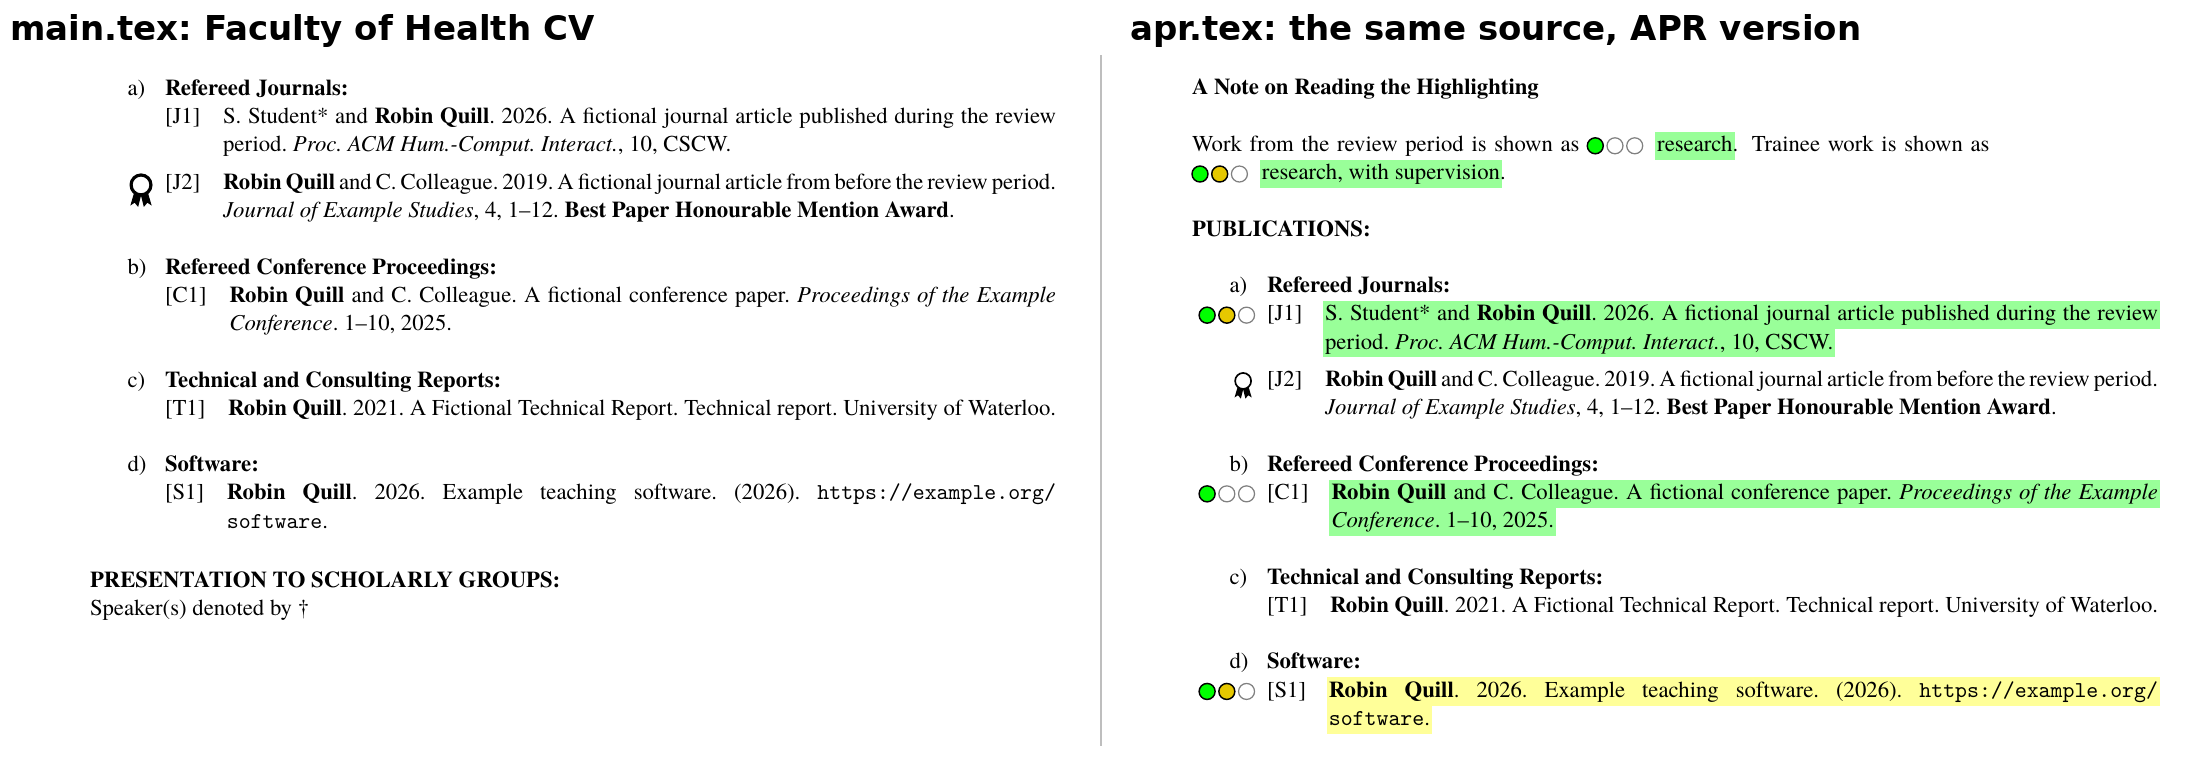 main.tex: Faculty of Health CV
a) Refereed Journals:
[J1] S. Student* and Robin Quill. 2026. A fictional journal article published during the review
period. Proc. ACM Hum.-Comput. Interact., 10, CSCW.
[J2] Robin Quill and C. Colleague. 2019. A fictional journal article from before the review period.
Journal of Example Studies, 4, 1–12. Best Paper Honourable Mention Award.
b) Refereed Conference Proceedings:
[C1] Robin Quill and C. Colleague. A fictional conference paper. Proceedings of the Example
Conference. 1–10, 2025.
c) Technical and Consulting Reports:
[T1] Robin Quill. 2021. A Fictional Technical Report. Technical report. University of Waterloo.
d) Software:
[S1] Robin Quill. 2026. Example teaching software. (2026). https://example.org/
software.
PRESENTATION TO SCHOLARLY GROUPS:
Speaker(s) denoted by †
apr.tex: the same source, APR version
A Note on Reading the Highlighting
Work from the review period is shown as research. Trainee work is shown as
research, with supervision.
PUBLICATIONS:
a) Refereed Journals:
[J1] S. Student* and Robin Quill. 2026. A fictional journal article published during the review
period. Proc. ACM Hum.-Comput. Interact., 10, CSCW.
[J2] Robin Quill and C. Colleague. 2019. A fictional journal article from before the review period.
Journal of Example Studies, 4, 1–12. Best Paper Honourable Mention Award.
b) Refereed Conference Proceedings:
[C1] Robin Quill and C. Colleague. A fictional conference paper. Proceedings of the Example
Conference. 1–10, 2025.
c) Technical and Consulting Reports:
[T1] Robin Quill. 2021. A Fictional Technical Report. Technical report. University of Waterloo.
d) Software:
[S1] Robin Quill. 2026. Example teaching software. (2026). https://example.org/
software.